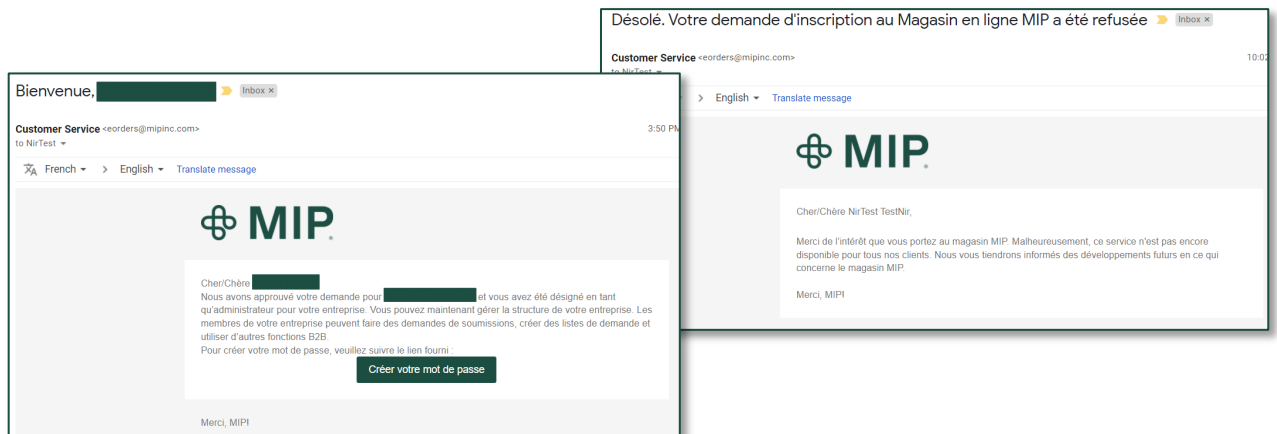 Désolé. Votre demande d'inscription au Magasin en ligne MIP a été refusée Inbox ×
Customer Service <eorders@mipinc.com> 10:02
to NirTest
English Translate message
MIP
Cher/Chère NirTest TestNir,
Merci de l'intérêt que vous portez au magasin MIP. Malheureusement, ce service n'est pas encore
disponible pour tous nos clients. Nous vous tiendrons informés des développements futurs en ce qui
concerne le magasin MIP.
Merci, MIP!
Bienvenue, Inbox ×
Customer Service <eorders@mipinc.com> 3:50 PM
to NirTest
French > English Translate message
MIP
Cher/Chère
Nous avons approuvé votre demande pour et vous avez été désigné en tant
qu'administrateur pour votre entreprise. Vous pouvez maintenant gérer la structure de votre entreprise. Les
membres de votre entreprise peuvent faire des demandes de soumissions, créer des listes de demande et
utiliser d'autres fonctions B2B.
Pour créer votre mot de passe, veuillez suivre le lien fourni :
Créer votre mot de passe
Merci, MIP!